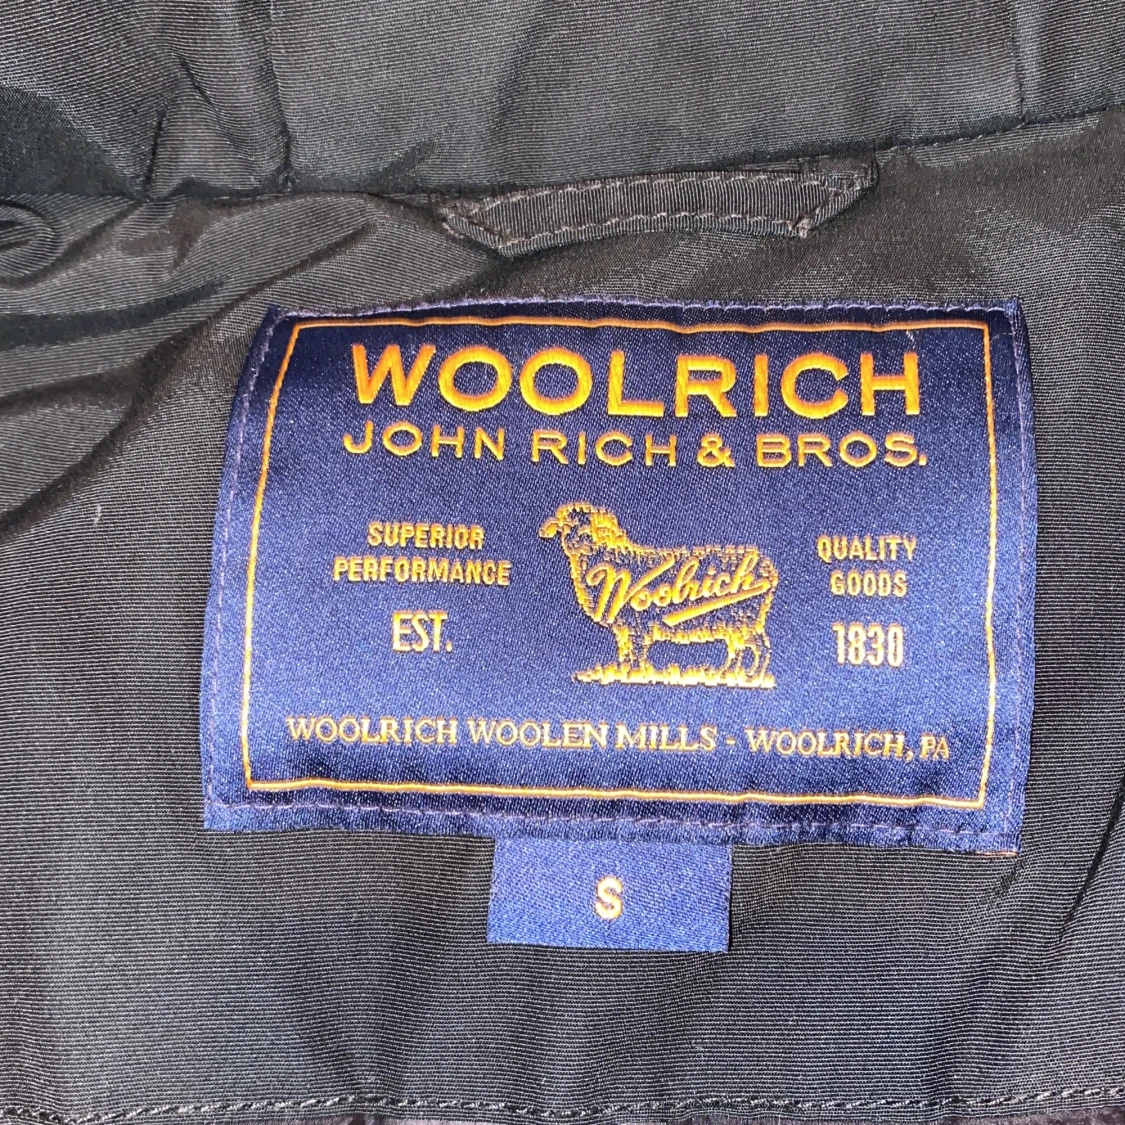 WOOLRICH
JOHN RICH & BROS.
SUPERIOR
PERFORMANCE
EST.
Woolrich
QUALITY
GOODS
1830
WOOLRICH WOOLEN MILLS - WOOLRICH, PA
S